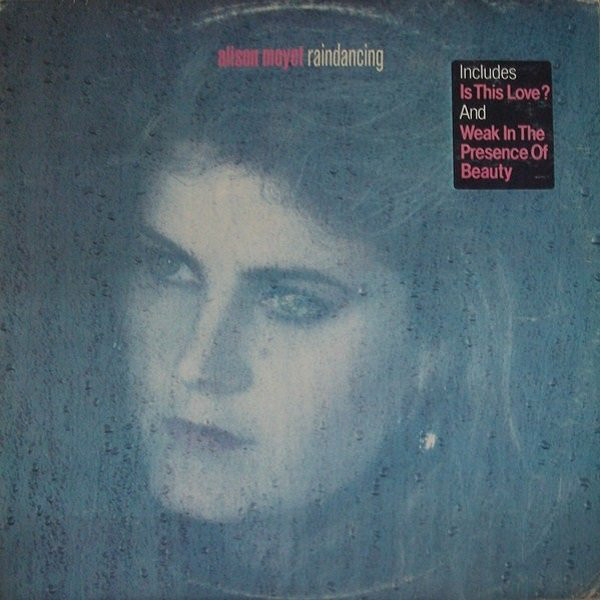 alison moyet raindancing
Includes
Is This Love?
And
Weak In The
Presence Of
Beauty